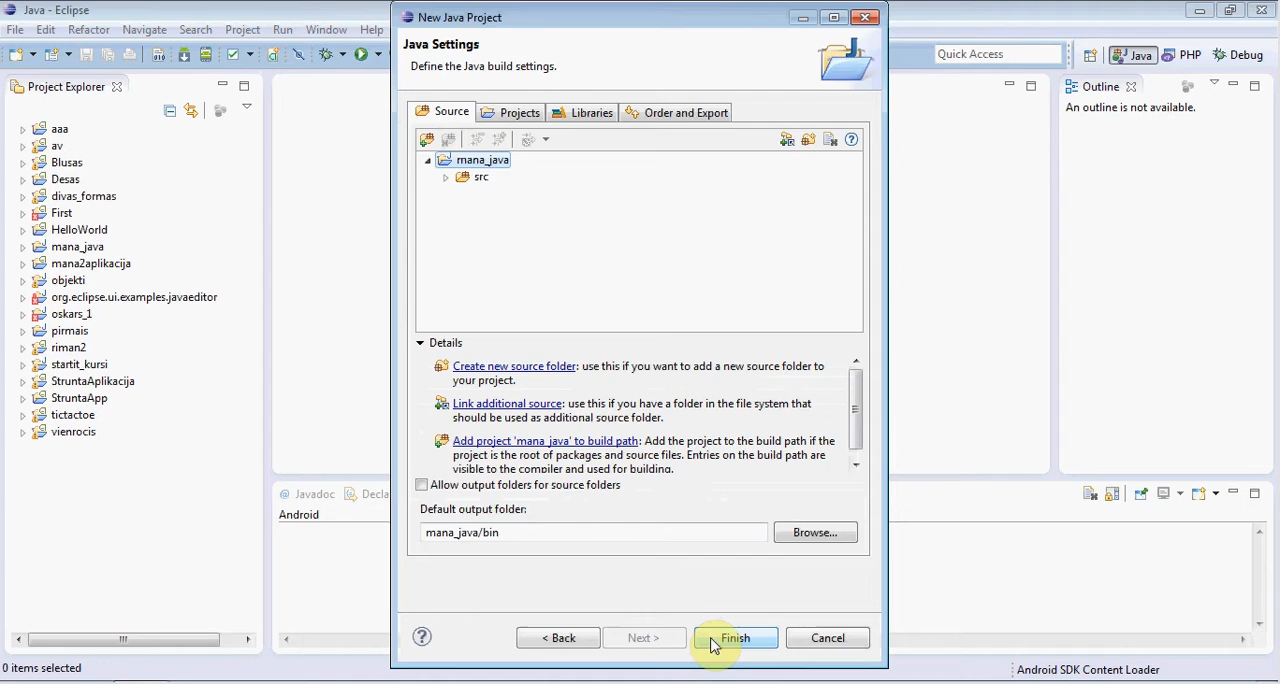 Java - Eclipse
File Edit Refactor Navigate Search Project Run Window Help
Quick Access
Java
PHP
Debug
Project Explorer
aaa
av
Blusas
Desas
divas_formas
First
HelloWorld
mana_java
mana2aplikacija
objekti
org.eclipse.ui.examples.javaeditor
oskars_1
pirmais
riman2
startit_kursi
StruntaAplikacija
StruntaApp
tictactoe
vienrocis
0 items selected
New Java Project
Java Settings
Define the Java build settings.
Source Projects Libraries Order and Export
mana_java
src
Details
Create new source folder: use this if you want to add a new source folder to
your project.
Link additional source: use this if you have a folder in the file system that
should be used as additional source folder.
Add project 'mana_java' to build path: Add the project to the build path if the
project is the root of packages and source files. Entries on the build path are
visible to the compiler and used for building.
Allow output folders for source folders
Default output folder:
mana_java/bin
Browse...
< Back
Next >
Finish
Cancel
Outline
An outline is not available.
@ Javadoc Decla
Android
Android SDK Content Loader